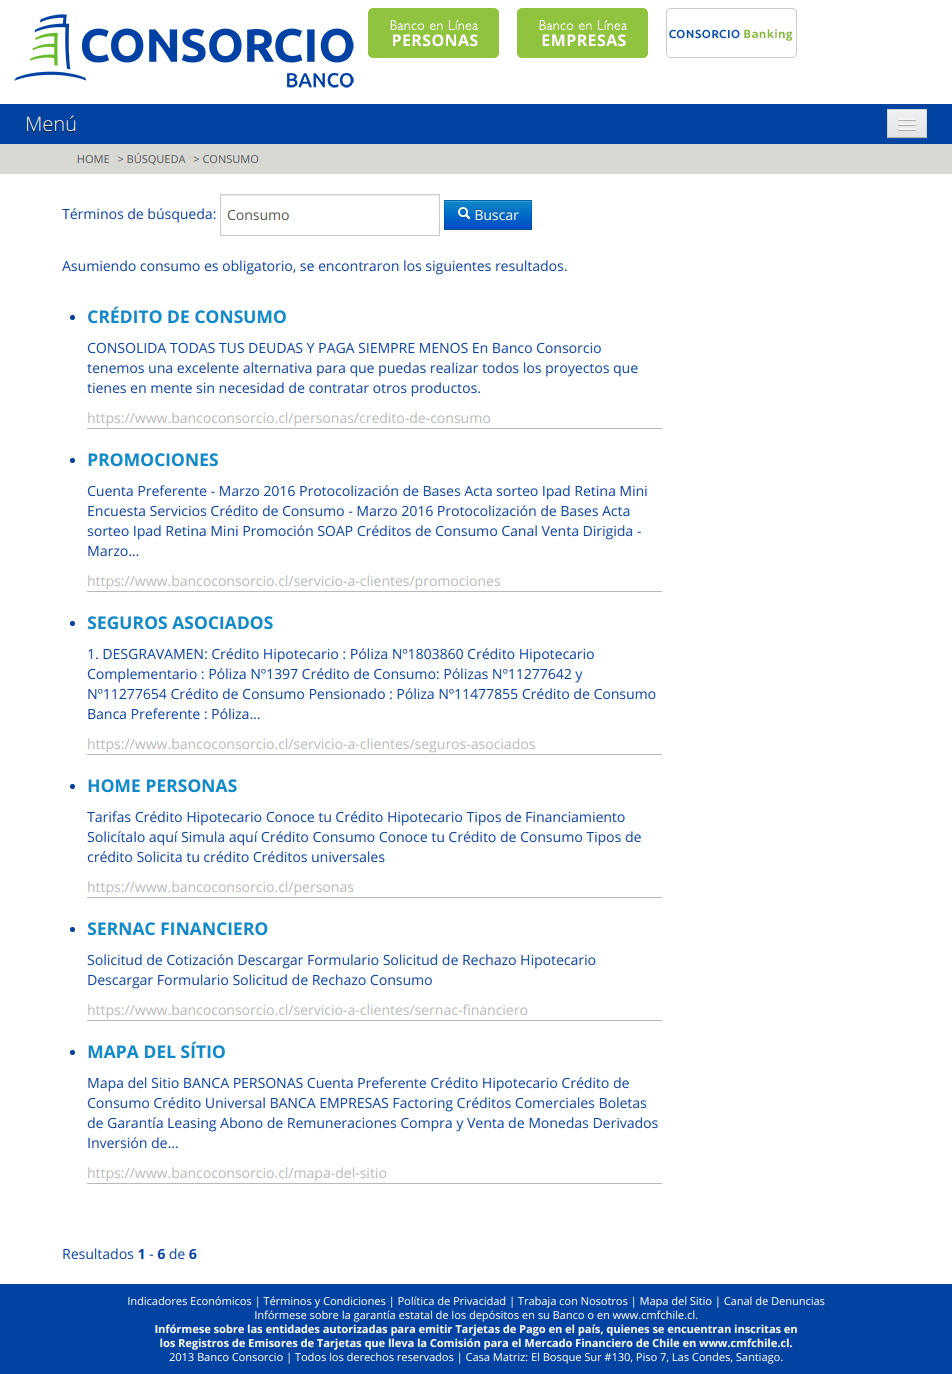 CONSORCIO
BANCO
Banco en Línea
PERSONAS
Banco en Línea
EMPRESAS
CONSORCIO Banking
Menú
HOME > BÚSQUEDA > CONSUMO
Términos de búsqueda: Consumo Buscar
Asumiendo consumo es obligatorio, se encontraron los siguientes resultados.
• CRÉDITO DE CONSUMO
CONSOLIDA TODAS TUS DEUDAS Y PAGA SIEMPRE MENOS En Banco Consorcio
tenemos una excelente alternativa para que puedas realizar todos los proyectos que
tienes en mente sin necesidad de contratar otros productos.
https://www.bancoconsorcio.cl/personas/credito-de-consumo
• PROMOCIONES
Cuenta Preferente - Marzo 2016 Protocolización de Bases Acta sorteo Ipad Retina Mini
Encuesta Servicios Crédito de Consumo - Marzo 2016 Protocolización de Bases Acta
sorteo Ipad Retina Mini Promoción SOAP Créditos de Consumo Canal Venta Dirigida -
Marzo...
https://www.bancoconsorcio.cl/servicio-a-clientes/promociones
• SEGUROS ASOCIADOS
1. DESGRAVAMEN: Crédito Hipotecario : Póliza Nº1803860 Crédito Hipotecario
Complementario : Póliza Nº1397 Crédito de Consumo: Pólizas Nº11277642 y
Nº11277654 Crédito de Consumo Pensionado : Póliza Nº11477855 Crédito de Consumo
Banca Preferente : Póliza...
https://www.bancoconsorcio.cl/servicio-a-clientes/seguros-asociados
• HOME PERSONAS
Tarifas Crédito Hipotecario Conoce tu Crédito Hipotecario Tipos de Financiamiento
Solicítalo aquí Simula aquí Crédito Consumo Conoce tu Crédito de Consumo Tipos de
crédito Solicita tu crédito Créditos universales
https://www.bancoconsorcio.cl/personas
• SERNAC FINANCIERO
Solicitud de Cotización Descargar Formulario Solicitud de Rechazo Hipotecario
Descargar Formulario Solicitud de Rechazo Consumo
https://www.bancoconsorcio.cl/servicio-a-clientes/sernac-financiero
• MAPA DEL SÍTIO
Mapa del Sitio BANCA PERSONAS Cuenta Preferente Crédito Hipotecario Crédito de
Consumo Crédito Universal BANCA EMPRESAS Factoring Créditos Comerciales Boletas
de Garantía Leasing Abono de Remuneraciones Compra y Venta de Monedas Derivados
Inversión de...
https://www.bancoconsorcio.cl/mapa-del-sitio
Resultados 1 - 6 de 6
Indicadores Económicos | Términos y Condiciones | Política de Privacidad | Trabaja con Nosotros | Mapa del Sitio | Canal de Denuncias
Infórmese sobre la garantía estatal de los depósitos en su Banco o en www.cmfchile.cl.
Infórmese sobre las entidades autorizadas para emitir Tarjetas de Pago en el país, quienes se encuentran inscritas en
los Registros de Emisores de Tarjetas que lleva la Comisión para el Mercado Financiero de Chile en www.cmfchile.cl.
2013 Banco Consorcio | Todos los derechos reservados | Casa Matriz: El Bosque Sur #130, Piso 7, Las Condes, Santiago.